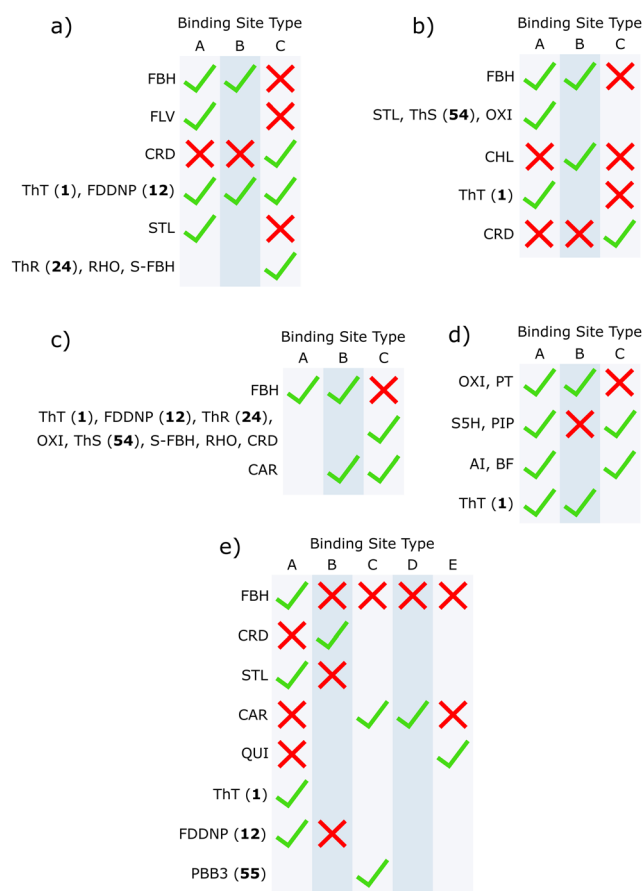 a)
Binding Site Type
A B C
FBH
FLV
CRD
ThT (1), FDDNP (12)
STL
ThR (24), RHO, S-FBH
b)
Binding Site Type
A B C
FBH
STL, ThS (54), OXI
CHL
ThT (1)
CRD
c)
Binding Site Type
A B C
FBH
ThT (1), FDDNP (12), ThR (24),
OXI, ThS (54), S-FBH, RHO, CRD
CAR
d)
Binding Site Type
A B C
OXI, PT
S5H, PIP
AI, BF
ThT (1)
e)
Binding Site Type
A B C D E
FBH
CRD
STL
CAR
QUI
ThT (1)
FDDNP (12)
PBB3 (55)